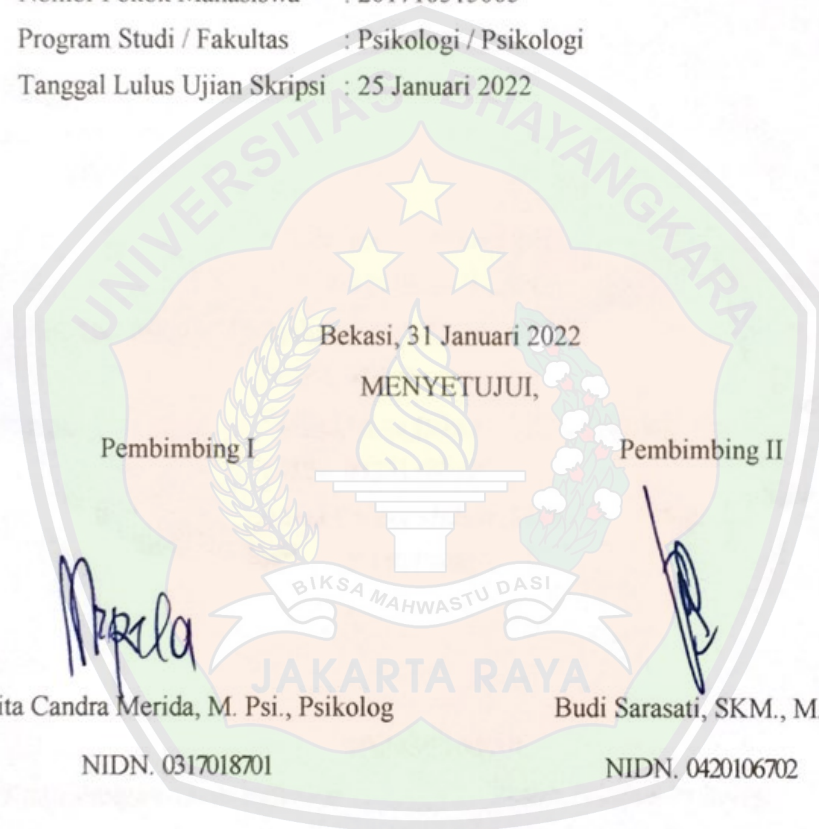 Program Studi / Fakultas : Psikologi / Psikologi
Tanggal Lulus Ujian Skripsi : 25 Januari 2022
UNIVERSITAS BHAYANGKARA
Bekasi, 31 Januari 2022
MENYETUJUI,
Pembimbing I Pembimbing II
BIKSA MAHWASTU DASI
JAKARTA RAYA
Candra Merida, M. Psi., Psikolog Budi Sarasati, SKM.,
NIDN. 0317018701 NIDN. 0420106702